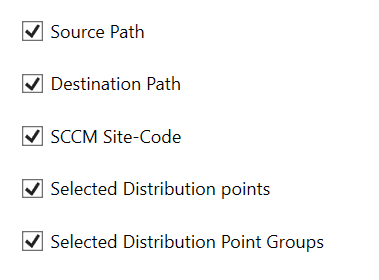 Source Path
Destination Path
SCCM Site-Code
Selected Distribution points
Selected Distribution Point Groups